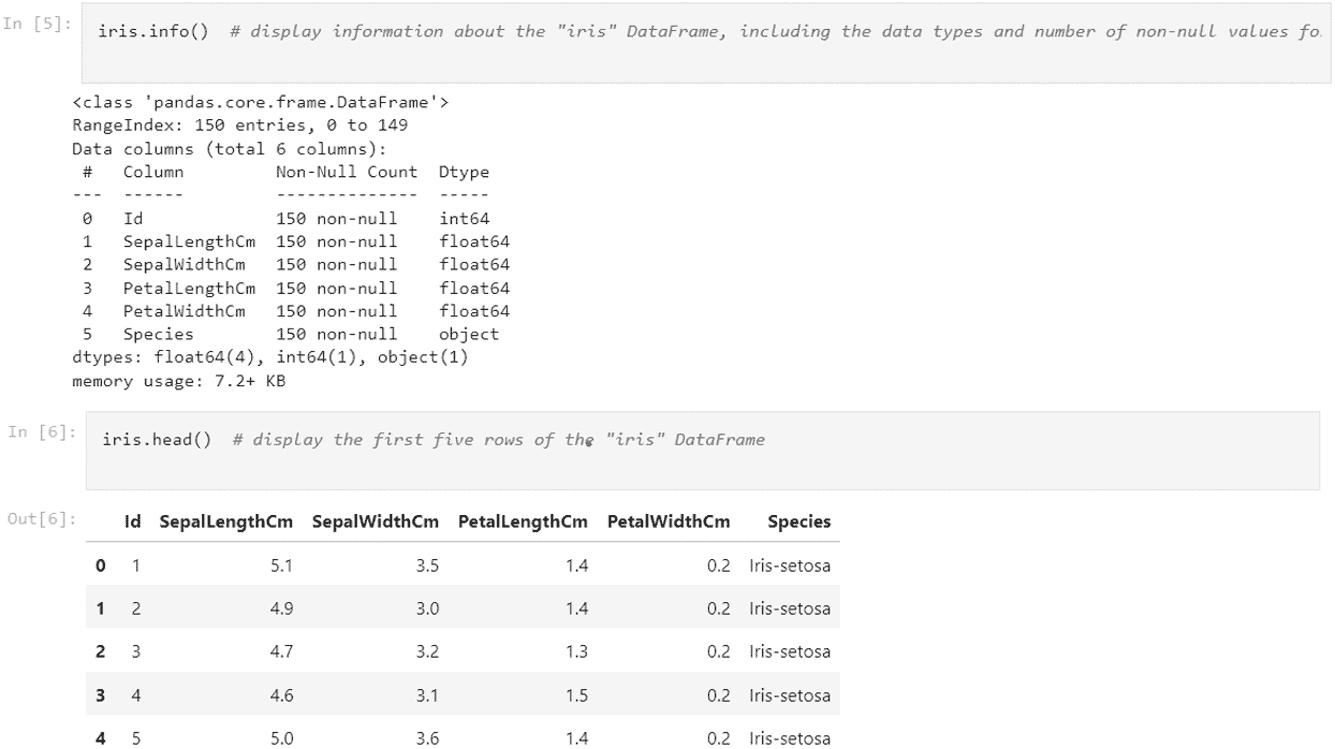 In [5]:
iris.info()  # display information about the "iris" DataFrame, including the data types and number of non-null values fo
<class 'pandas.core.frame.DataFrame'>
RangeIndex: 150 entries, 0 to 149
Data columns (total 6 columns):
 #   Column         Non-Null Count  Dtype
---  ------         --------------  -----
 0   Id             150 non-null    int64
 1   SepalLengthCm  150 non-null    float64
 2   SepalWidthCm   150 non-null    float64
 3   PetalLengthCm  150 non-null    float64
 4   PetalWidthCm   150 non-null    float64
 5   Species        150 non-null    object
dtypes: float64(4), int64(1), object(1)
memory usage: 7.2+ KB
In [6]:
iris.head()  # display the first five rows of the "iris" DataFrame
Out[6]:
Id SepalLengthCm SepalWidthCm PetalLengthCm PetalWidthCm Species
0 1 5.1 3.5 1.4 0.2 Iris-setosa
1 2 4.9 3.0 1.4 0.2 Iris-setosa
2 3 4.7 3.2 1.3 0.2 Iris-setosa
3 4 4.6 3.1 1.5 0.2 Iris-setosa
4 5 5.0 3.6 1.4 0.2 Iris-setosa